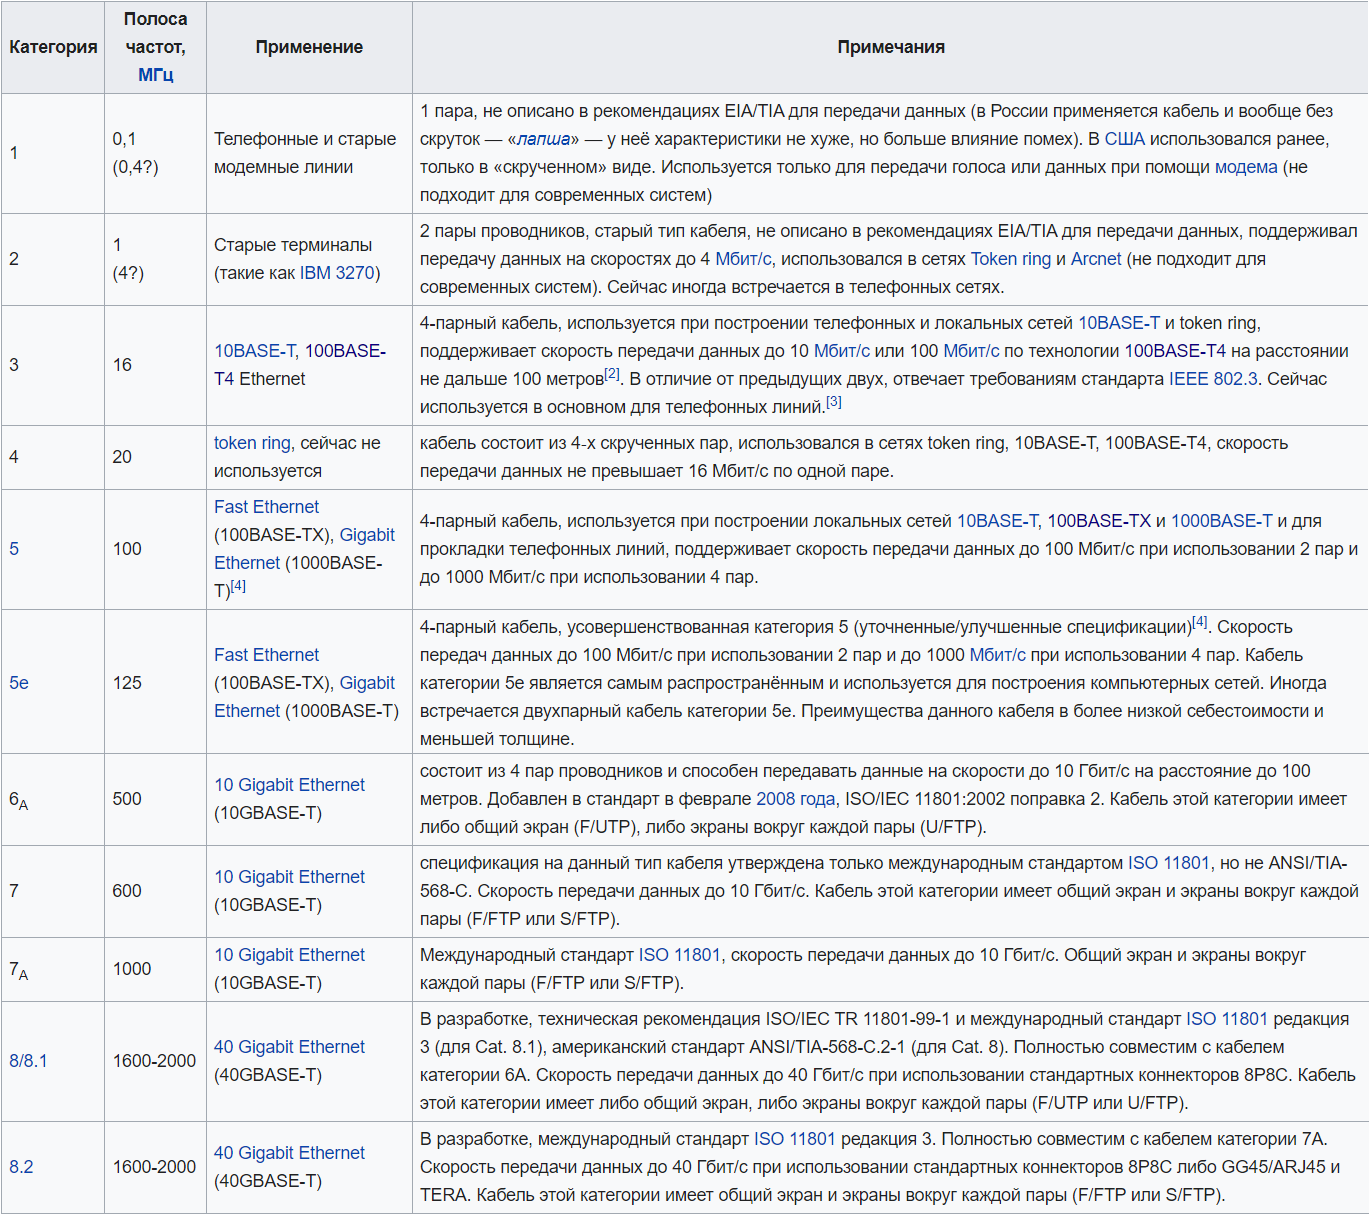 Категория
Полоса
частот,
МГц
Применение
Примечания
1
0,1
(0,4?)
Телефонные и старые
модемные линии
1 пара, не описано в рекомендациях EIA/TIA для передачи данных (в России применяется кабель и вообще без
скруток — «лапша» — у неё характеристики не хуже, но больше влияние помех). В США использовался ранее,
только в «скрученном» виде. Используется только для передачи голоса или данных при помощи модема (не
подходит для современных систем)
2
1
(4?)
Старые терминалы
(такие как IBM 3270)
2 пары проводников, старый тип кабеля, не описано в рекомендациях EIA/TIA для передачи данных, поддерживал
передачу данных на скоростях до 4 Мбит/с, использовался в сетях Token ring и Arcnet (не подходит для
современных систем). Сейчас иногда встречается в телефонных сетях.
3
16
10BASE-T, 100BASE-
T4 Ethernet
4-парный кабель, используется при построении телефонных и локальных сетей 10BASE-T и token ring,
поддерживает скорость передачи данных до 10 Мбит/с или 100 Мбит/с по технологии 100BASE-T4 на расстоянии
не дальше 100 метров[2]. В отличие от предыдущих двух, отвечает требованиям стандарта IEEE 802.3. Сейчас
используется в основном для телефонных линий.[3]
4
20
token ring, сейчас не
используется
кабель состоит из 4-х скрученных пар, использовался в сетях token ring, 10BASE-T, 100BASE-T4, скорость
передачи данных не превышает 16 Мбит/с по одной паре.
5
100
Fast Ethernet
(100BASE-TX), Gigabit
Ethernet (1000BASE-
T)[4]
4-парный кабель, используется при построении локальных сетей 10BASE-T, 100BASE-TX и 1000BASE-T и для
прокладки телефонных линий, поддерживает скорость передачи данных до 100 Мбит/с при использовании 2 пар и
до 1000 Мбит/с при использовании 4 пар.
5e
125
Fast Ethernet
(100BASE-TX), Gigabit
Ethernet (1000BASE-T)
4-парный кабель, усовершенствованная категория 5 (уточненные/улучшенные спецификации)[4]. Скорость
передач данных до 100 Мбит/с при использовании 2 пар и до 1000 Мбит/с при использовании 4 пар. Кабель
категории 5e является самым распространённым и используется для построения компьютерных сетей. Иногда
встречается двухпарный кабель категории 5e. Преимущества данного кабеля в более низкой себестоимости и
меньшей толщине.
6A
500
10 Gigabit Ethernet
(10GBASE-T)
состоит из 4 пар проводников и способен передавать данные на скорости до 10 Гбит/с на расстояние до 100
метров. Добавлен в стандарт в феврале 2008 года, ISO/IEC 11801:2002 поправка 2. Кабель этой категории имеет
либо общий экран (F/UTP), либо экраны вокруг каждой пары (U/FTP).
7
600
10 Gigabit Ethernet
(10GBASE-T)
спецификация на данный тип кабеля утверждена только международным стандартом ISO 11801, но не ANSI/TIA-
568-C. Скорость передачи данных до 10 Гбит/с. Кабель этой категории имеет общий экран и экраны вокруг каждой
пары (F/FTP или S/FTP).
7A
1000
10 Gigabit Ethernet
(10GBASE-T)
Международный стандарт ISO 11801, скорость передачи данных до 10 Гбит/с. Общий экран и экраны вокруг
каждой пары (F/FTP или S/FTP).
8/8.1
1600-2000
40 Gigabit Ethernet
(40GBASE-T)
В разработке, техническая рекомендация ISO/IEC TR 11801-99-1 и международный стандарт ISO 11801 редакция
3 (для Cat. 8.1), американский стандарт ANSI/TIA-568-C.2-1 (для Cat. 8). Полностью совместим с кабелем
категории 6A. Скорость передачи данных до 40 Гбит/с при использовании стандартных коннекторов 8P8C. Кабель
этой категории имеет либо общий экран, либо экраны вокруг каждой пары (F/UTP или U/FTP).
8.2
1600-2000
40 Gigabit Ethernet
(40GBASE-T)
В разработке, международный стандарт ISO 11801 редакция 3. Полностью совместим с кабелем категории 7A.
Скорость передачи данных до 40 Гбит/с при использовании стандартных коннекторов 8P8C либо GG45/ARJ45 и
TERA. Кабель этой категории имеет общий экран и экраны вокруг каждой пары (F/FTP или S/FTP).